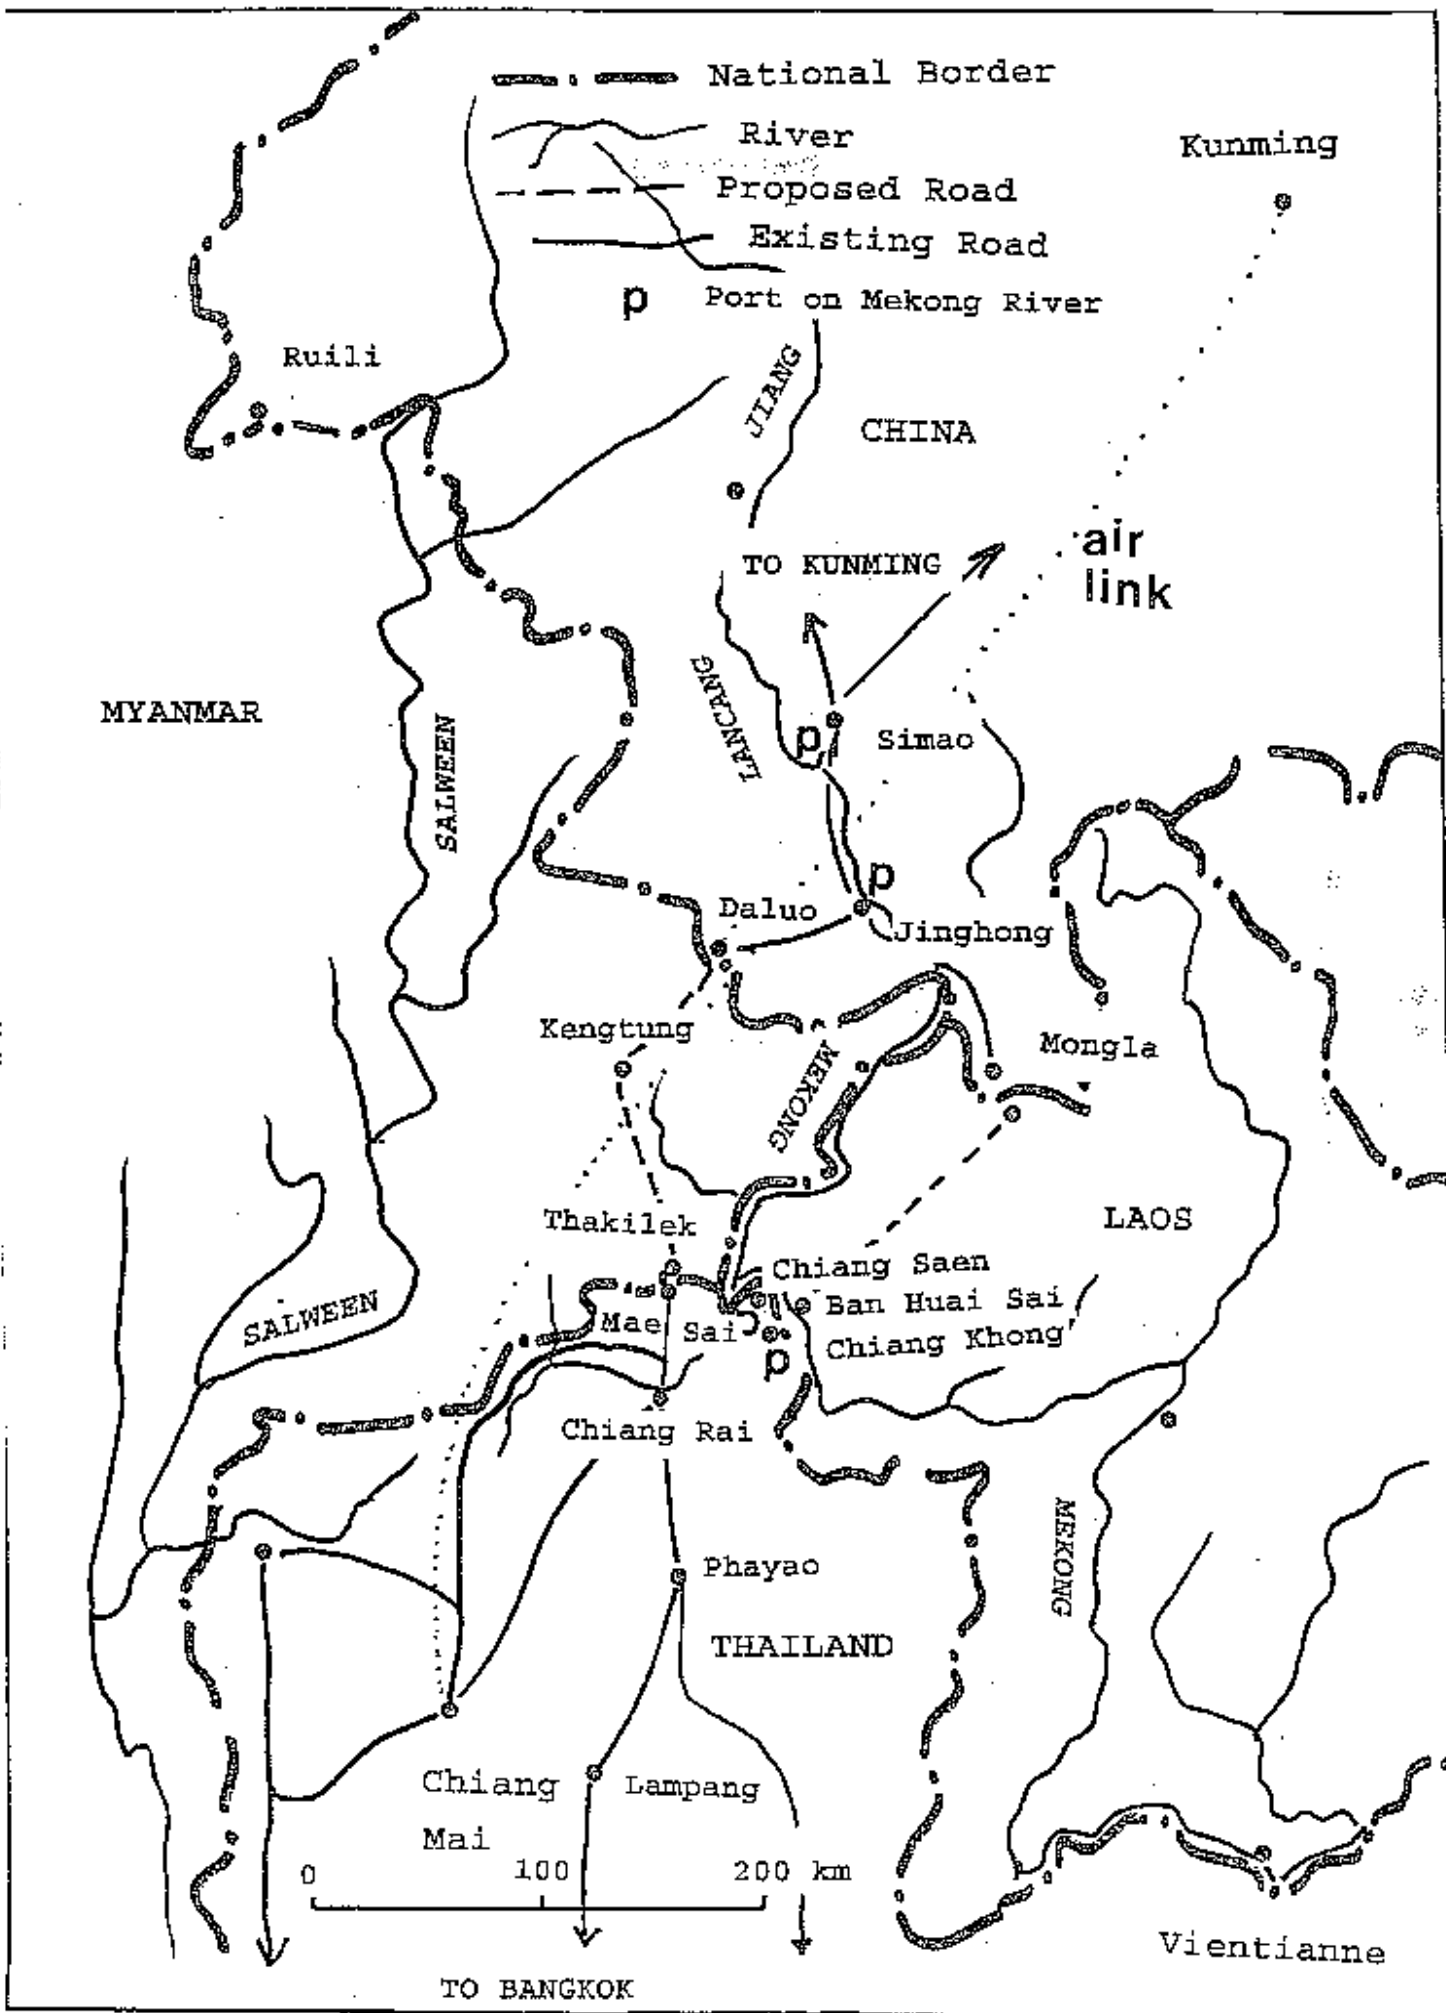 National Border
River
Kunming
Proposed Road
Existing Road
p Port on Mekong River
Ruili
JIANG
CHINA
air
link
TO KUNMING
LANCANG
MYANMAR
SALWEEN
p
Simao
p
Daluo
Jinghong
Kengtung
MEKONG
Mongla
Thakilek
LAOS
Chiang Saen
SALWEEN
Mae Sai
Ban Huai Sai
Chiang Khong
p
Chiang Rai
MEKONG
Phayao
THAILAND
Chiang
Mai
Lampang
0 100 200 km
Vientianne
TO BANGKOK